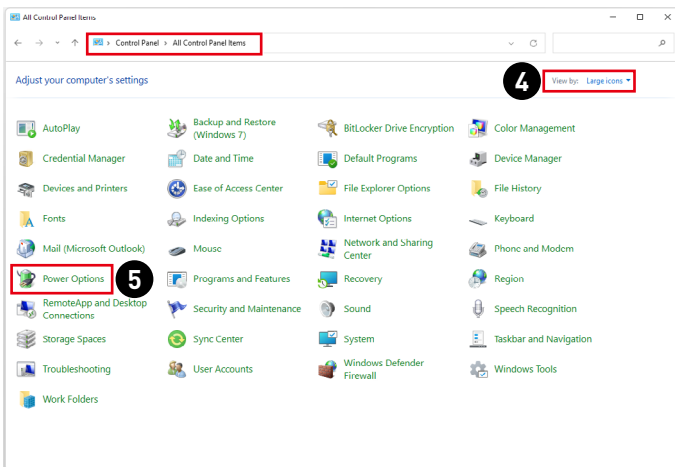 All Control Panel Items
Control Panel > All Control Panel Items
Adjust your computer's settings
4
View by: Large icons
AutoPlay
Backup and Restore
(Windows 7)
BitLocker Drive Encryption
Color Management
Credential Manager
Date and Time
Default Programs
Device Manager
Devices and Printers
Ease of Access Center
File Explorer Options
File History
Fonts
Indexing Options
Internet Options
Keyboard
Mail (Microsoft Outlook)
Mouse
Network and Sharing
Center
Phone and Modem
Power Options
5
Programs and Features
Recovery
Region
RemoteApp and Desktop
Connections
Security and Maintenance
Sound
Speech Recognition
Storage Spaces
Sync Center
System
Taskbar and Navigation
Troubleshooting
User Accounts
Windows Defender
Firewall
Windows Tools
Work Folders